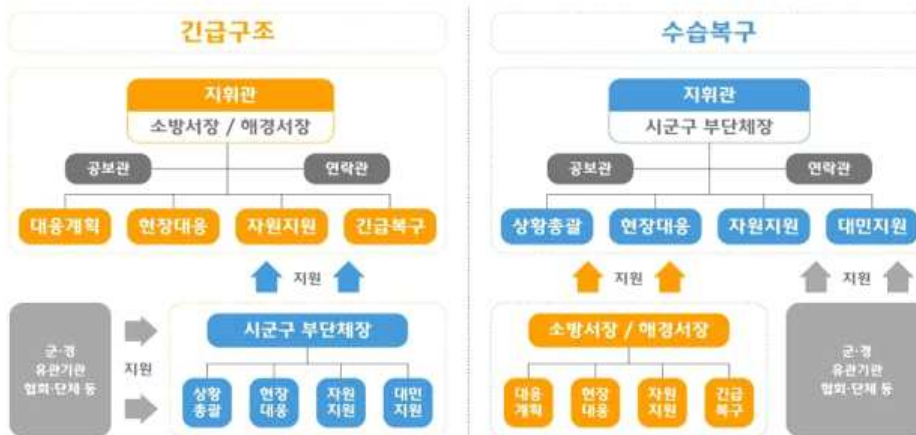 긴급구조
지휘관
소방서장 / 해경서장
공보관
연락관
대응계획
현장대응
자원지원
긴급복구
지원
군·경
유관기관
협회·단체 등
지원
시군구 부단체장
상황
총괄
현장
대응
자원
지원
대민
지원
수습복구
지휘관
시군구 부단체장
공보관
연락관
상황총괄
현장대응
자원지원
대민지원
지원
지원
소방서장 / 해경서장
대응
계획
현장
대응
자원
지원
긴급
복구
군·경
유관기관
협회·단체 등